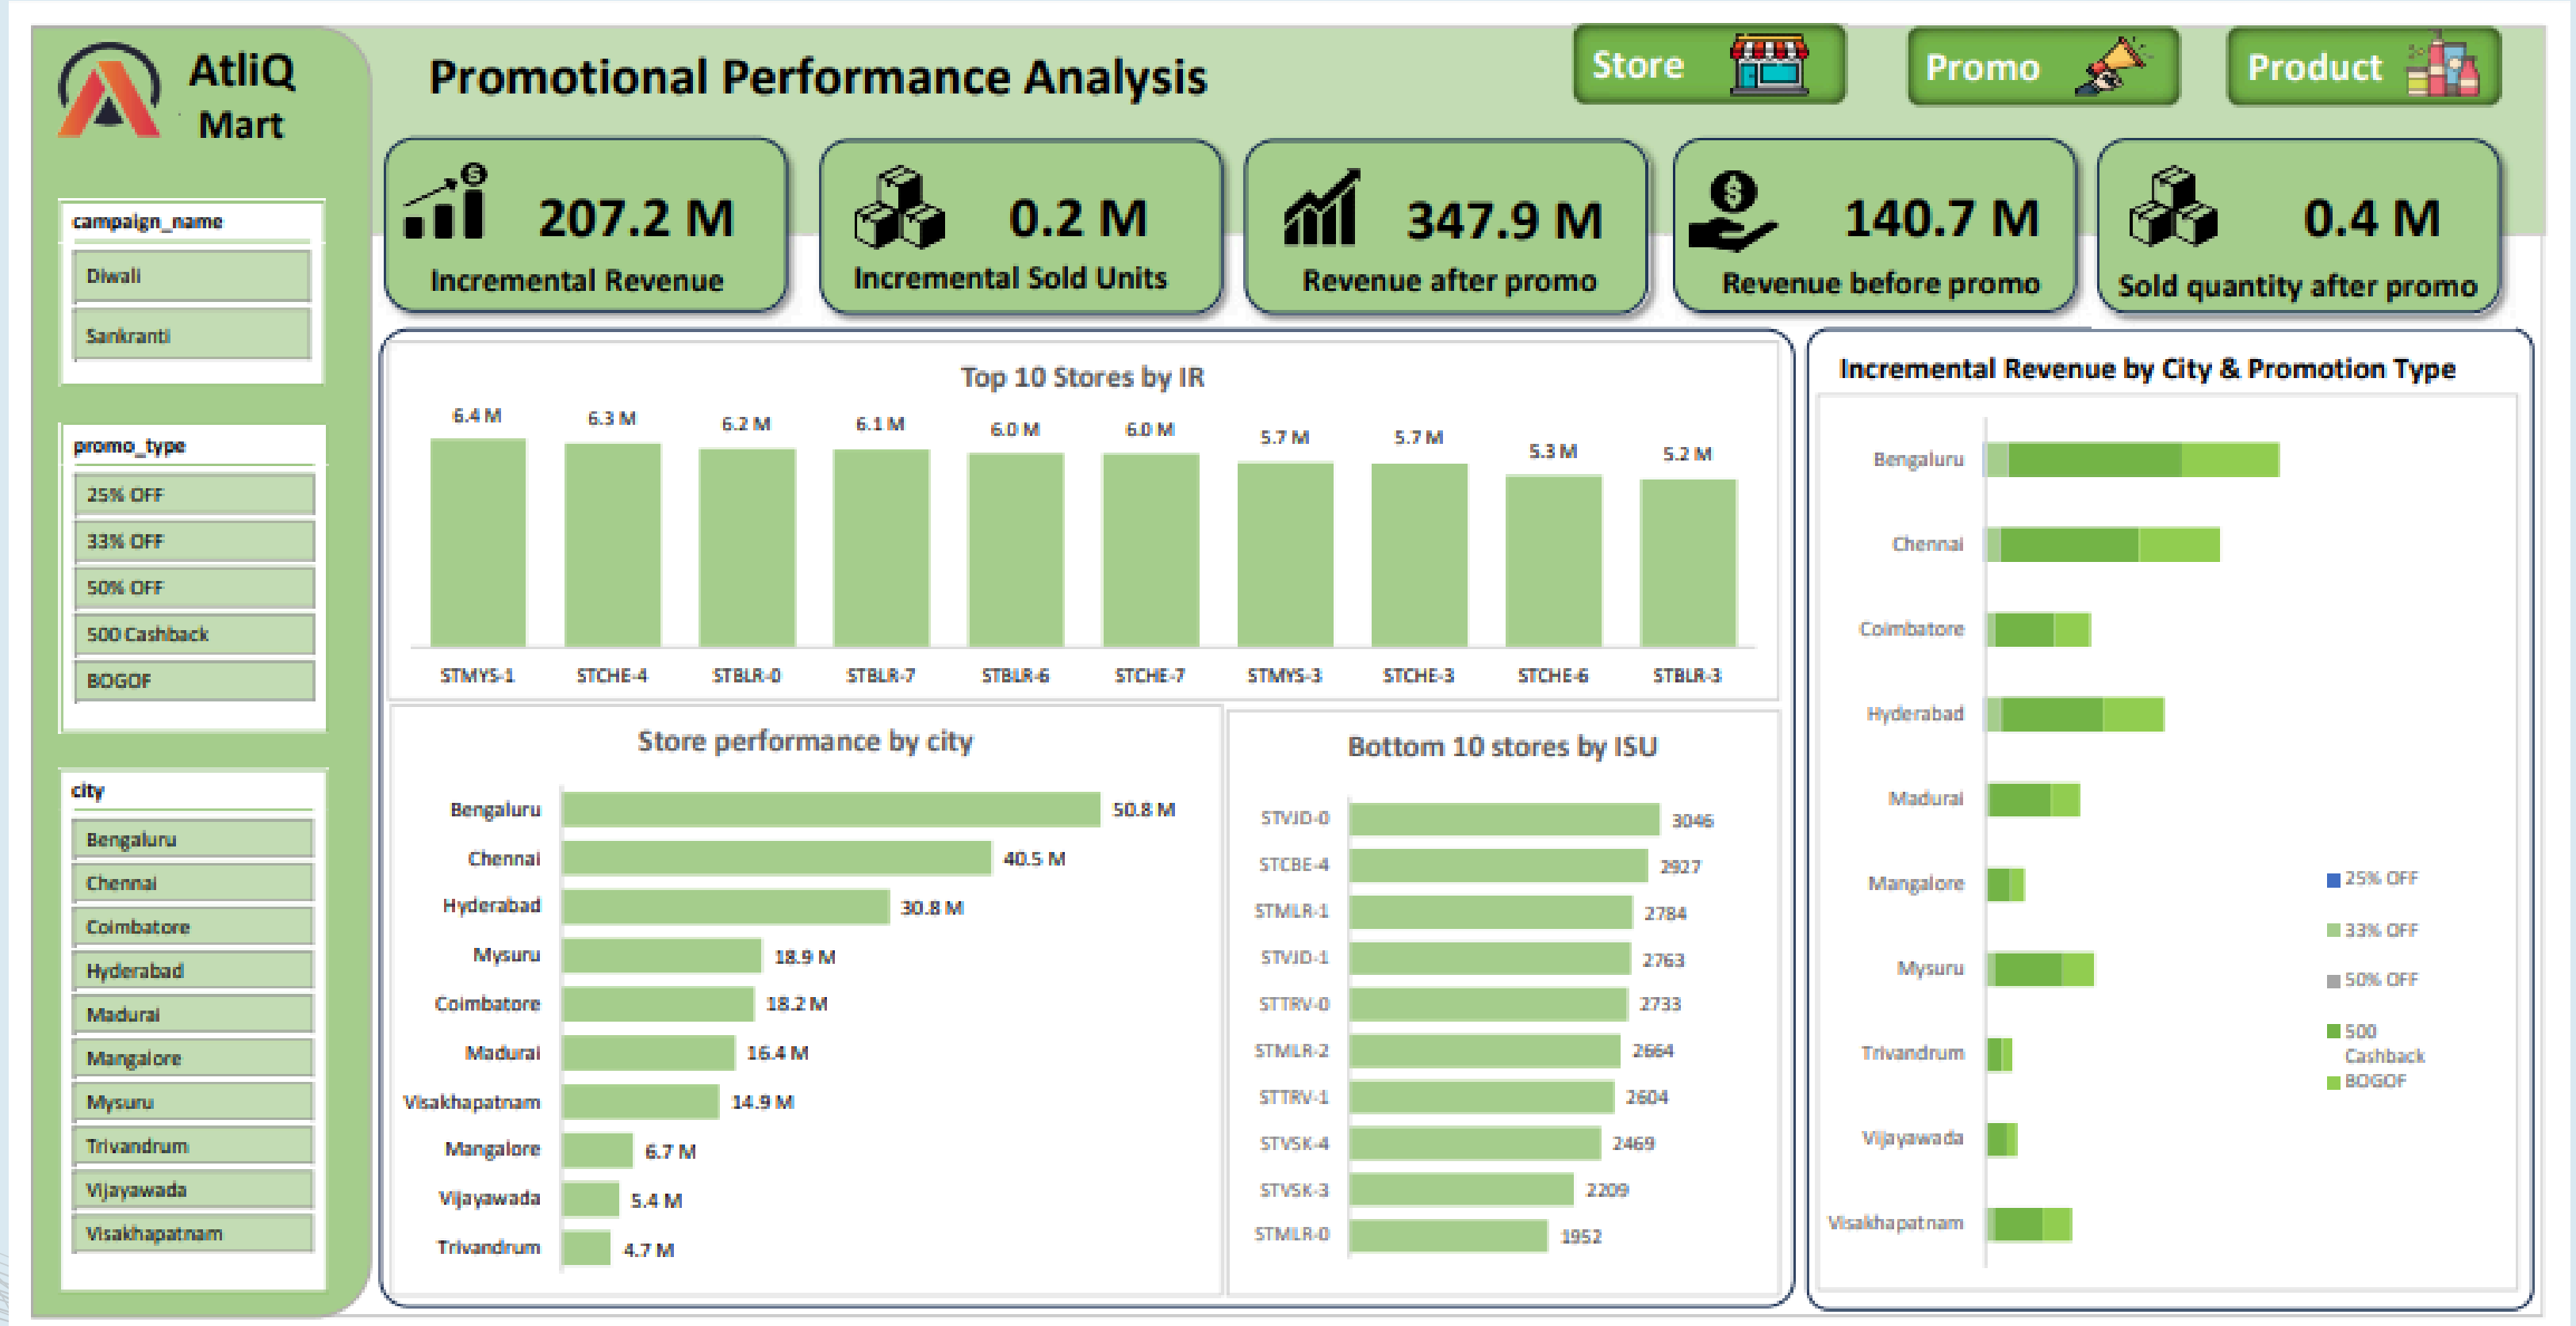 AtliQ
Mart
Promotional Performance Analysis
Store
Promo
Product
207.2 M
Incremental Revenue
0.2 M
Incremental Sold Units
347.9 M
Revenue after promo
140.7 M
Revenue before promo
0.4 M
Sold quantity after promo
campaign_name
Diwali
Sankranti
promo_type
25% OFF
33% OFF
50% OFF
500 Cashback
BOGOF
city
Bengaluru
Chennai
Coimbatore
Hyderabad
Madurai
Mangalore
Mysuru
Trivandrum
Vijayawada
Visakhapatnam
Top 10 Stores by IR
6.4 M 6.3 M 6.2 M 6.1 M 6.0 M 6.0 M 5.7 M 5.7 M 5.3 M 5.2 M
STMYS-1 STCHE-4 STBLR-0 STBLR-7 STBLR-6 STCHE-7 STMYS-3 STCHE-3 STCHE-6 STBLR-3
Store performance by city
Bengaluru 50.8 M
Chennai 40.5 M
Hyderabad 30.8 M
Mysuru 18.9 M
Coimbatore 18.2 M
Madurai 16.4 M
Visakhapatnam 14.9 M
Mangalore 6.7 M
Vijayawada 5.4 M
Trivandrum 4.7 M
Bottom 10 stores by ISU
STVJD-0 3046
STCBE-4 2927
STMLR-1 2784
STVJD-1 2763
STTRV-0 2733
STMLR-2 2664
STTRV-1 2604
STVSK-4 2469
STVSK-3 2209
STMLR-0 1952
Incremental Revenue by City & Promotion Type
Bengaluru
Chennai
Coimbatore
Hyderabad
Madurai
Mangalore
Mysuru
Trivandrum
Vijayawada
Visakhapatnam
25% OFF
33% OFF
50% OFF
500
Cashback
BOGOF